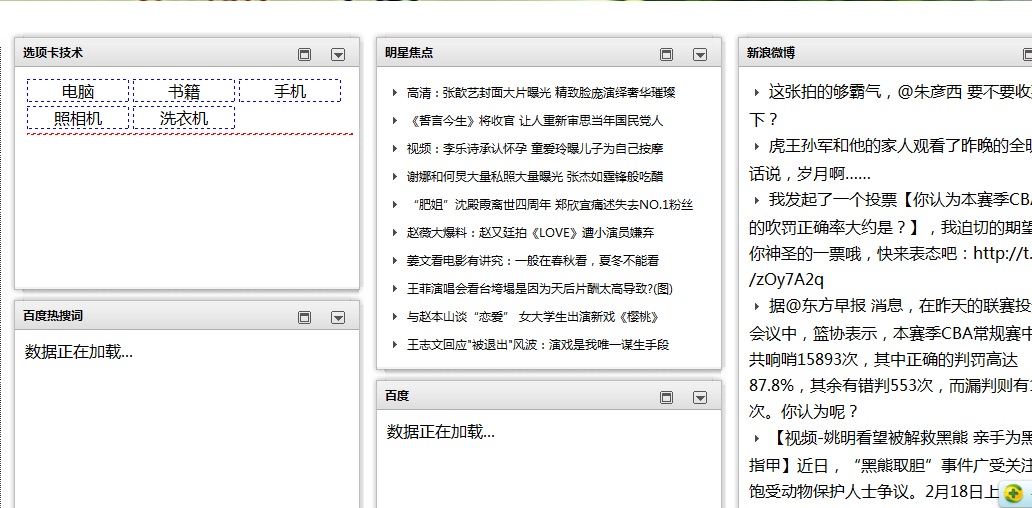 选项卡技术
电脑 书籍 手机
照相机 洗衣机
百度热搜词
数据正在加载...
明星焦点
高清：张歆艺封面大片曝光 精致脸庞演绎奢华璀璨
《誓言今生》将收官 让人重新审思当年国民党人
视频：李乐诗承认怀孕 童爱玲曝儿子为自己按摩
谢娜和何炅大量私照大量曝光 张杰如霆锋般吃醋
“肥姐”沈殿霞离世四周年 郑欣宜痛述失去NO.1粉丝
赵薇大爆料：赵又廷拍《LOVE》遭小演员嫌弃
姜文看电影有讲究：一般在春秋看，夏冬不能看
王菲演唱会看台垮塌是因为天后片酬太高导致?(图)
与赵本山谈“恋爱” 女大学生出演新戏《樱桃》
王志文回应"被退出"风波：演戏是我唯一谋生手段
百度
数据正在加载...
新浪微博
这张拍的够霸气，@朱彦西 要不要收
下？
虎王孙军和他的家人观看了昨晚的全明
话说，岁月啊......
我发起了一个投票【你认为本赛季CBA
的吹罚正确率大约是？】，我迫切的期望
你神圣的一票哦，快来表态吧：http://t.
/zOy7A2q
据@东方早报 消息，在昨天的联赛投
会议中，篮协表示，本赛季CBA常规赛中
共响哨15893次，其中正确的判罚高达
87.8%，其余有错判553次，而漏判则有
次。你认为呢？
【视频-姚明看望被解救黑熊 亲手为黑
指甲】近日，“黑熊取胆”事件广受关注
饱受动物保护人士争议。2月18日上